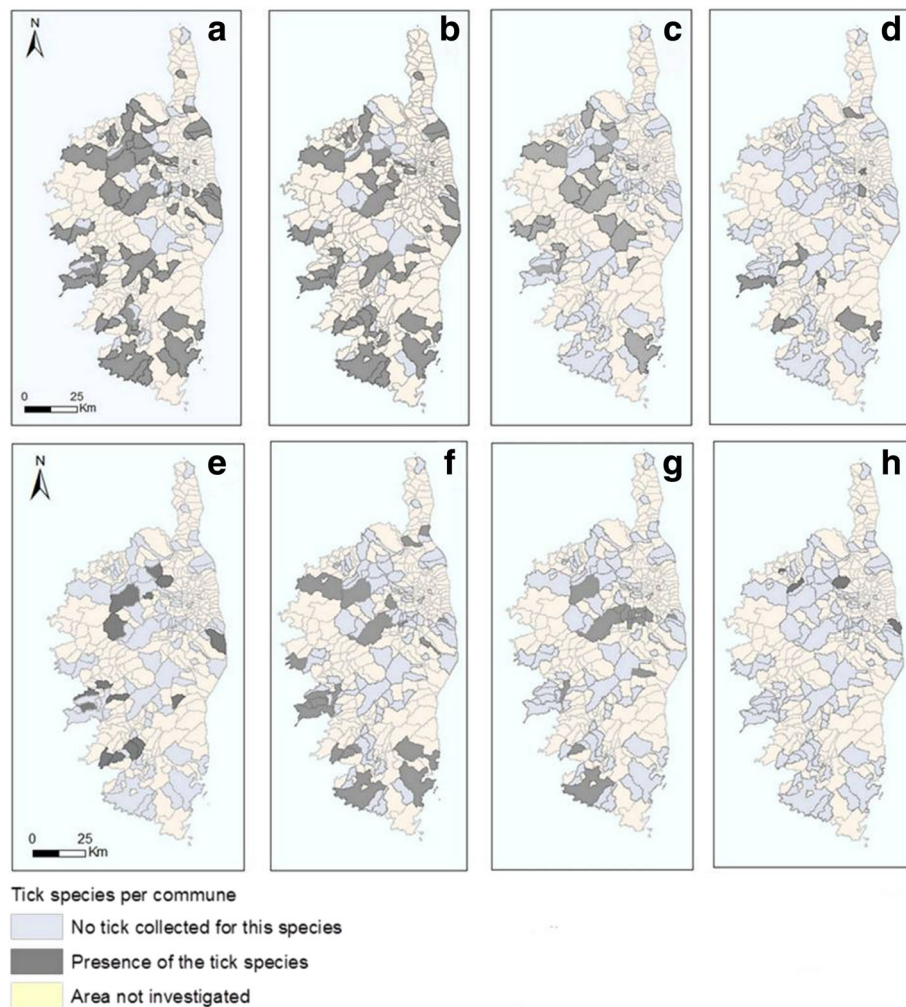 N a b c d
0 25
Km
N e f g h
0 25
Km
Tick species per commune
No tick collected for this species
Presence of the tick species
Area not investigated